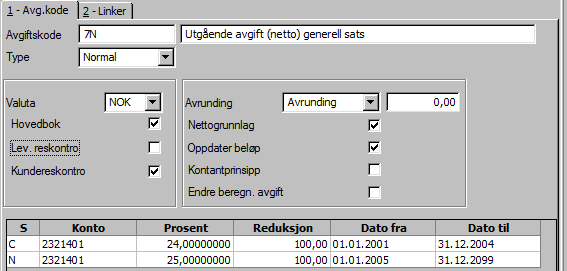 1 - Avg.kode 2 - Linker
Avgiftskode 7N Utgående avgift (netto) generell sats
Type Normal
Valuta NOK Avrunding Avrunding 0,00
Hovedbok Nettogrunnlag
Lev. reskontro Oppdater beløp
Kundereskontro Kontantprinsipp
Endre beregn. avgift
S Konto Prosent Reduksjon Dato fra Dato til
C 2321401 24,00000000 100,00 01.01.2001 31.12.2004
N 2321401 25,00000000 100,00 01.01.2005 31.12.2099